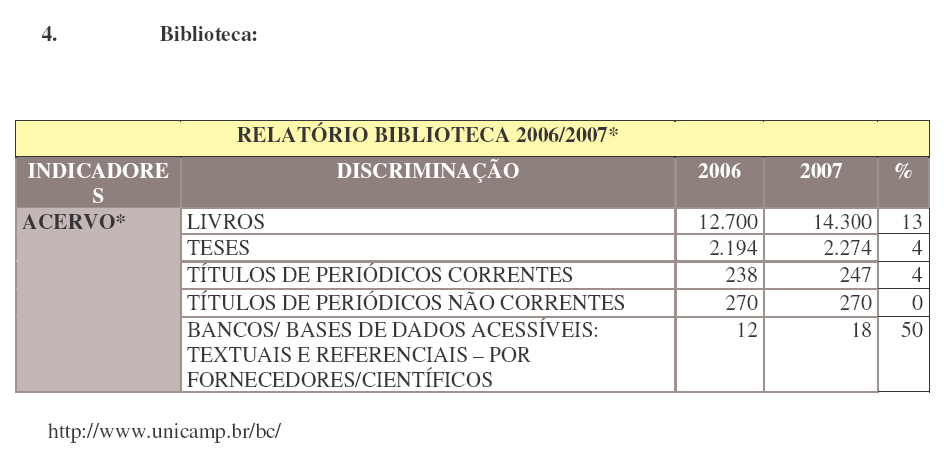 4. Biblioteca:
RELATÓRIO BIBLIOTECA 2006/2007*
INDICADORE
S DISCRIMINAÇÃO 2006 2007 %
ACERVO* LIVROS 12.700 14.300 13
TESES 2.194 2.274 4
TÍTULOS DE PERIÓDICOS CORRENTES 238 247 4
TÍTULOS DE PERIÓDICOS NÃO CORRENTES 270 270 0
BANCOS/ BASES DE DADOS ACESSÍVEIS: 12 18 50
TEXTUAIS E REFERENCIAIS – POR
FORNECEDORES/CIENTÍFICOS
http://www.unicamp.br/bc/